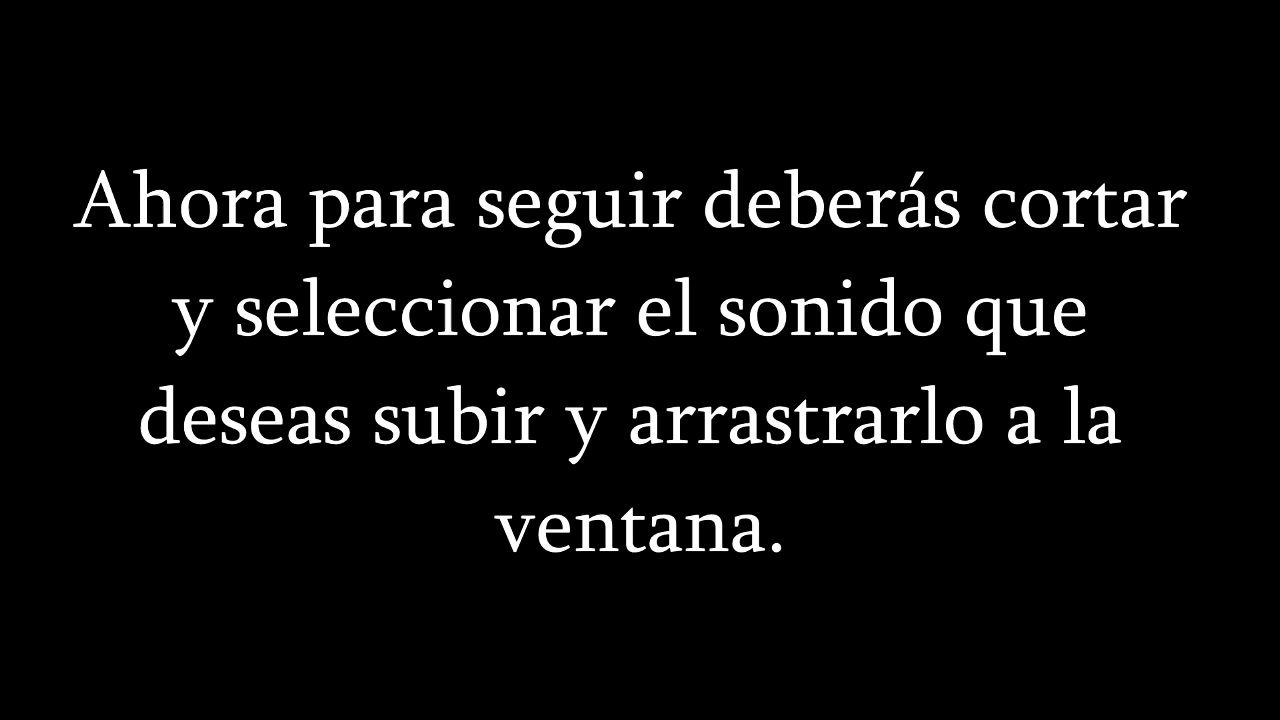 Ahora para seguir deberás cortar
y seleccionar el sonido que
deseas subir y arrastrarlo a la
ventana.